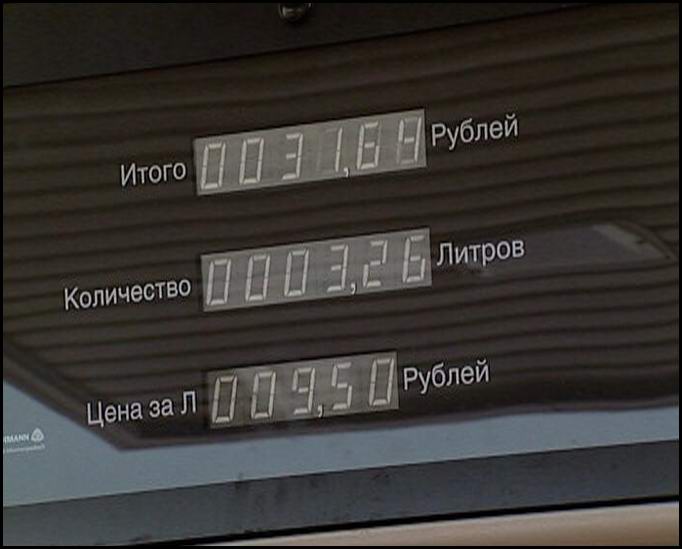 Итого 0031,64 Рублей
Количество 0003,26 Литров
Цена за Л 009,50 Рублей